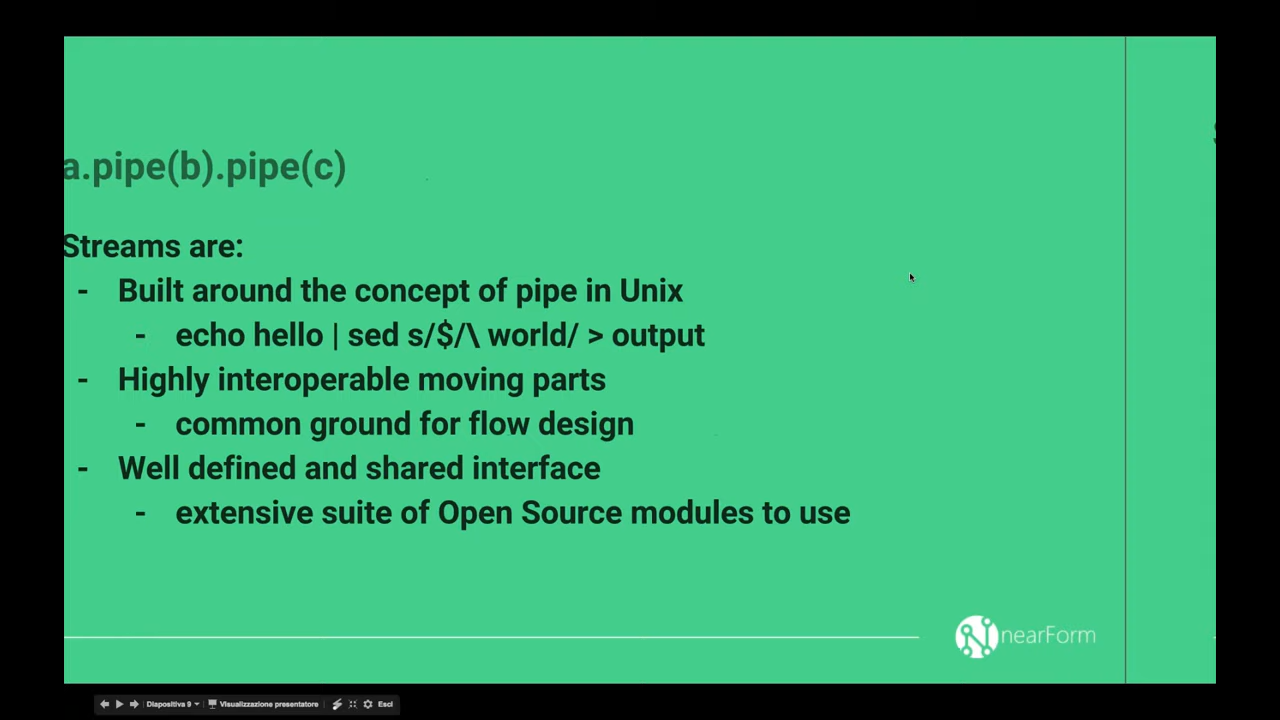 a.pipe(b).pipe(c)
Streams are:
- Built around the concept of pipe in Unix
- echo hello | sed s/$/\ world/ > output
- Highly interoperable moving parts
- common ground for flow design
- Well defined and shared interface
- extensive suite of Open Source modules to use
nearForm
Diapositiva 9 Visualizzazione presentatore Esci